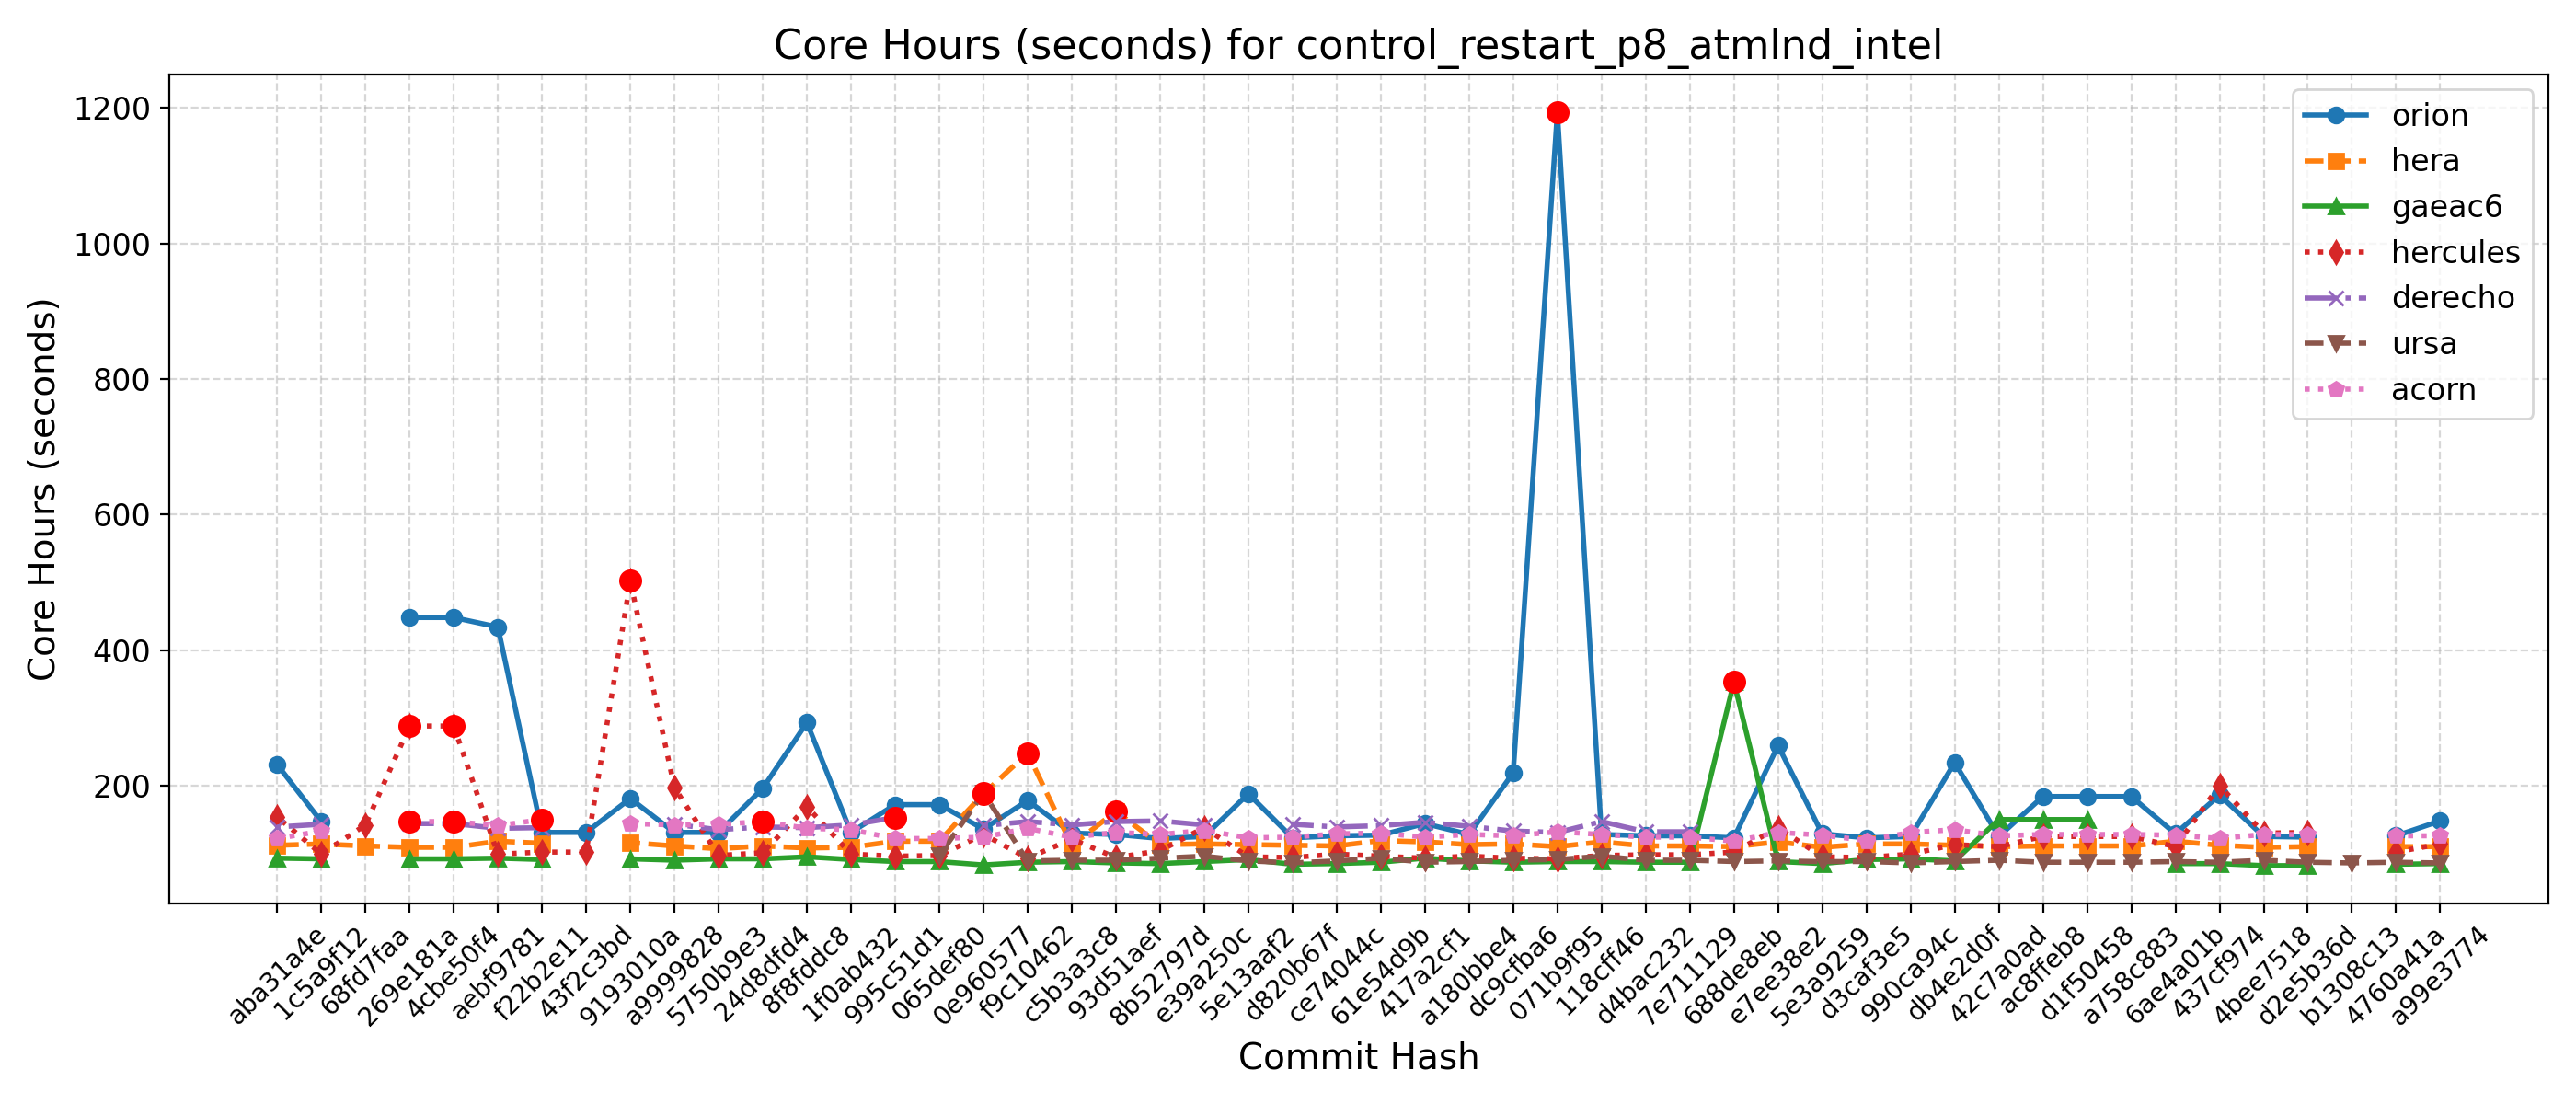 Core Hours (seconds) for control_restart_p8_atmlnd_intel
Core Hours (seconds)
1200
1000
800
600
400
200
orion
hera
gaeac6
hercules
derecho
ursa
acorn
aba31a4e
1c5a9f12
68fd7faa
269e181a
4cbe50f4
aebf9781
f22b2e11
43f2c3bd
9193010a
a9999828
5750b9e3
24d8dfd4
8f8fddc8
1f0ab432
995c51d1
065def80
0e960577
f9c10462
c5b3a3c8
93d51aef
8b52797d
e39a250c
5e13aaf2
d820b67f
ce74044c
61e54d9b
417a2cf1
a180bbe4
dc9cfba6
071b9f95
118cff46
d4bac232
7e711129
688de8eb
e7ee38e2
5e3a9259
d3caf3e5
990ca94c
db4e2d0f
42c7a0ad
ac8ffeb8
d1f50458
a758c883
6ae4a01b
437cf974
4bee7518
d2e5b36d
b1308c13
4760a41a
a99e3774
Commit Hash